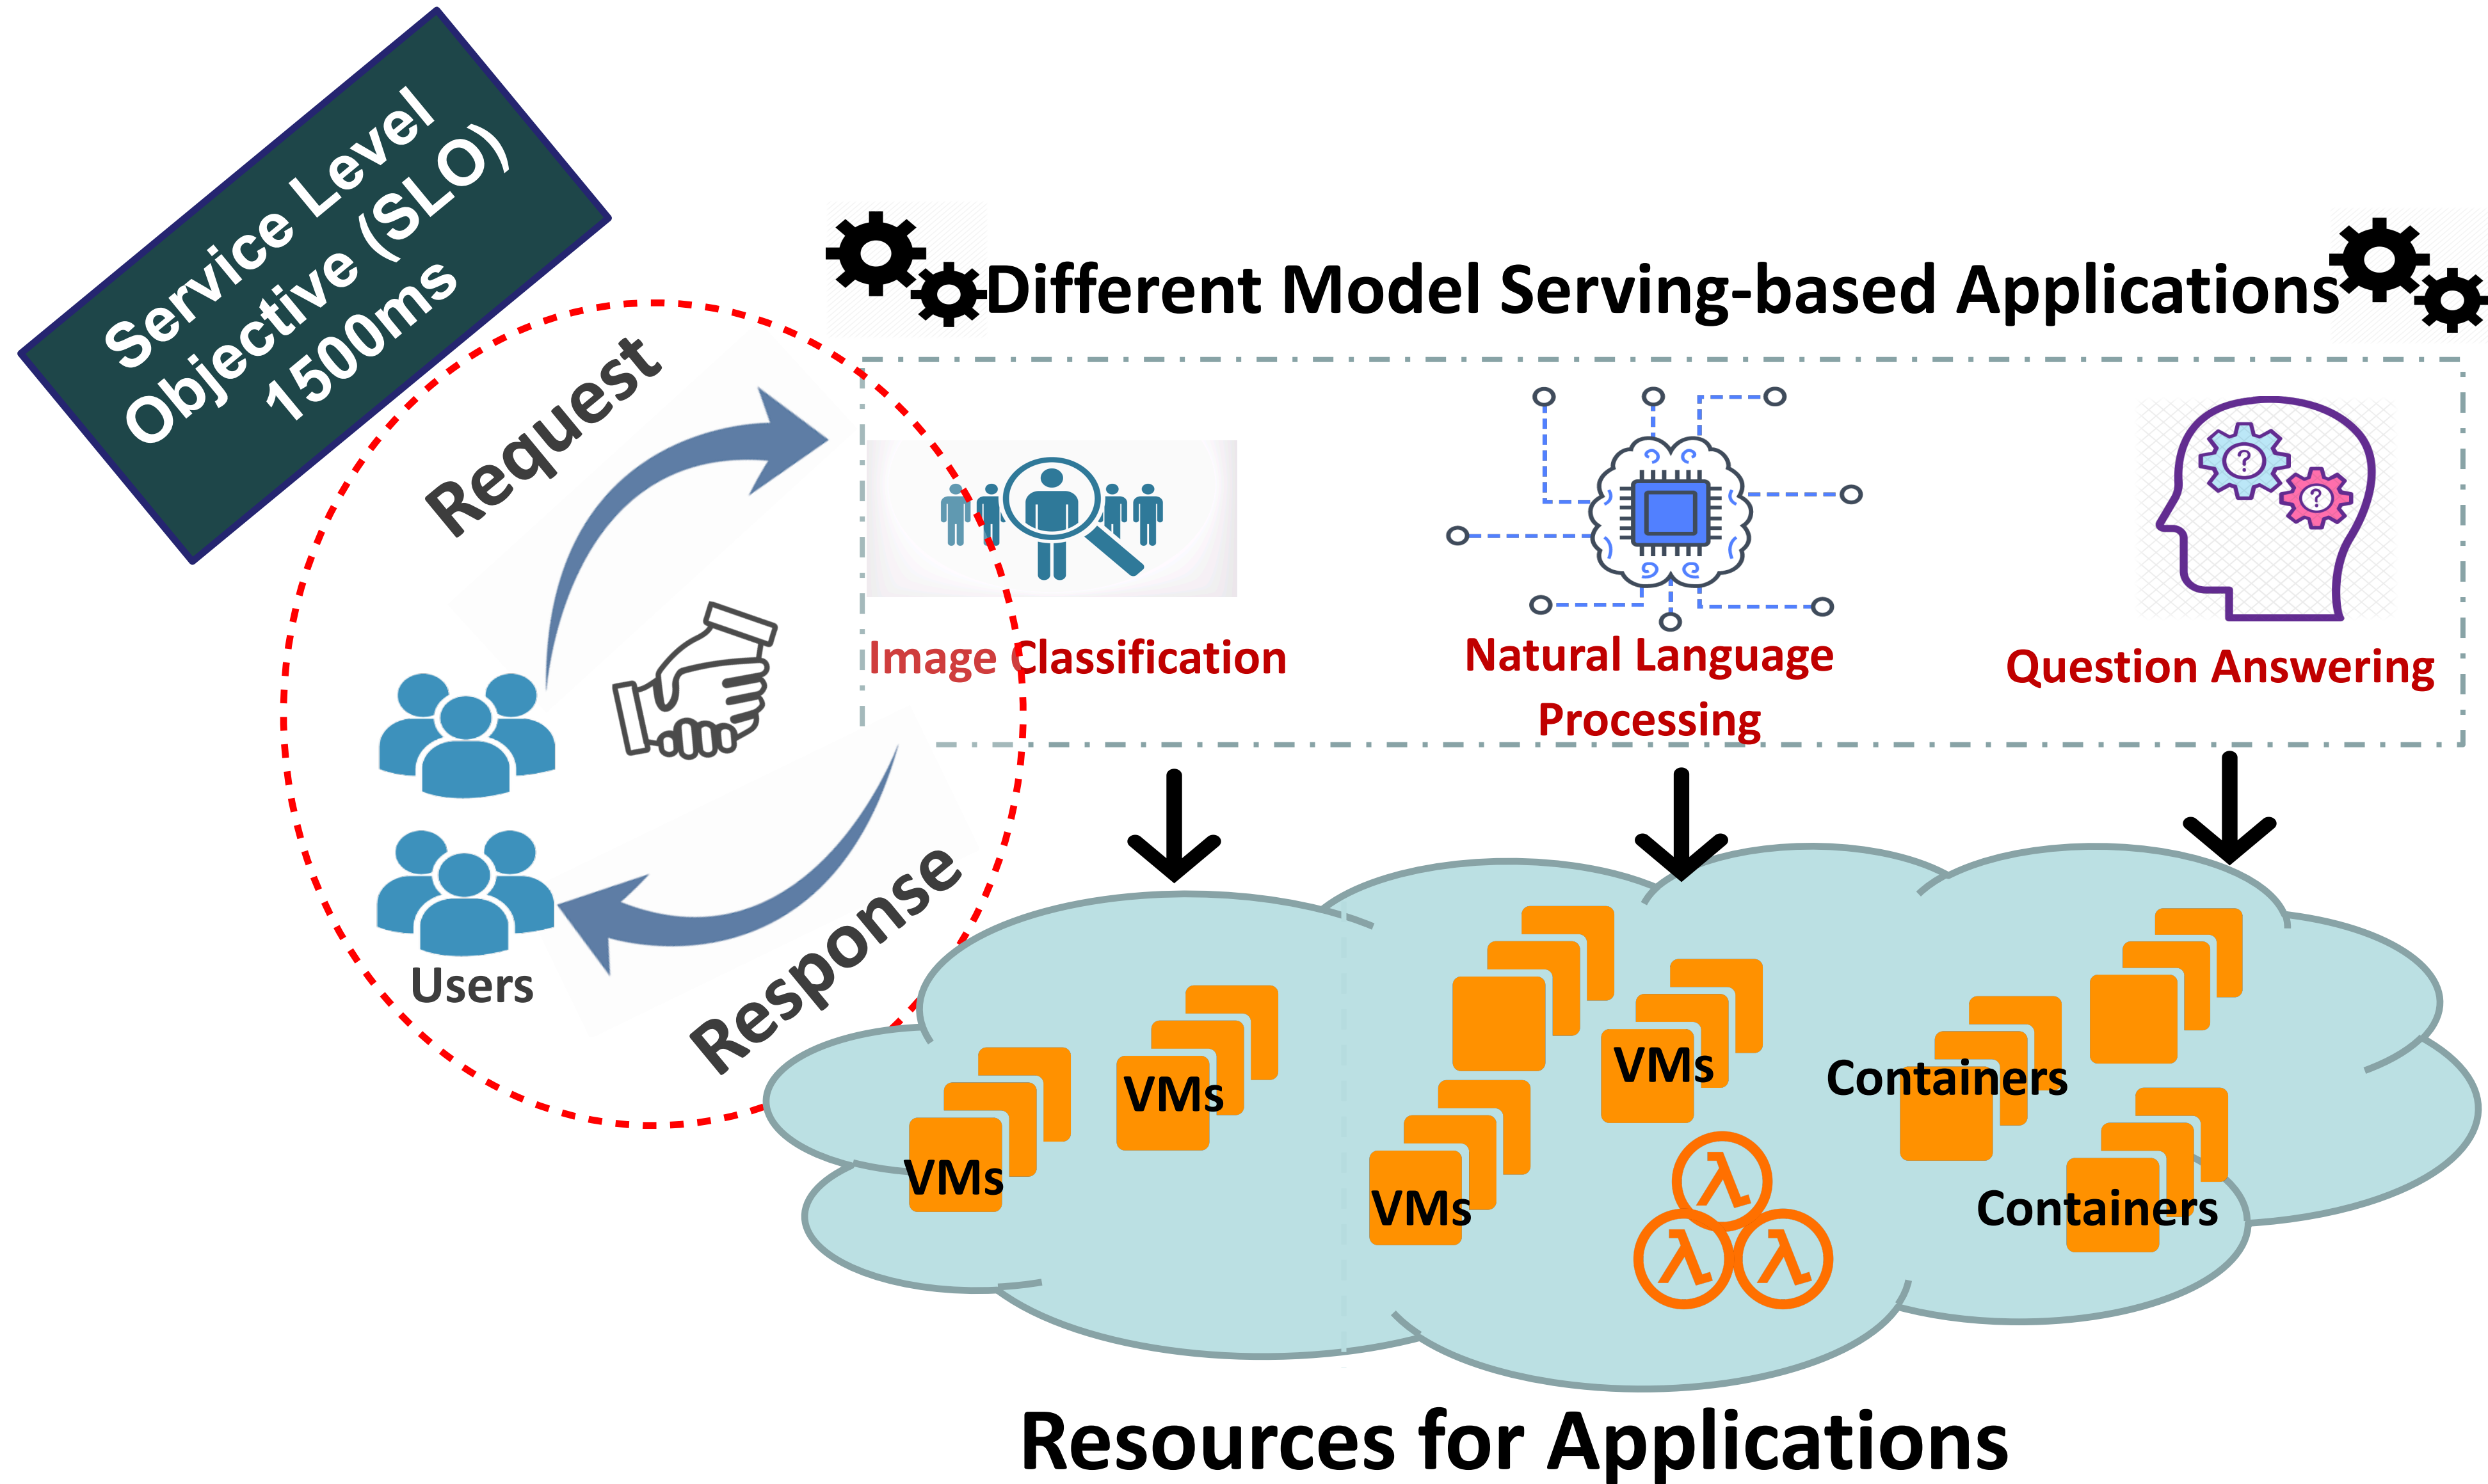 Service Level
Objective (SLO)
1500ms
Different Model Serving-based Applications
Request
Image Classification
Natural Language
Processing
Question Answering
? ?
Users
Response
VMs
VMs
VMs
VMs
Containers
Containers
λ
λ λ
Resources for Applications